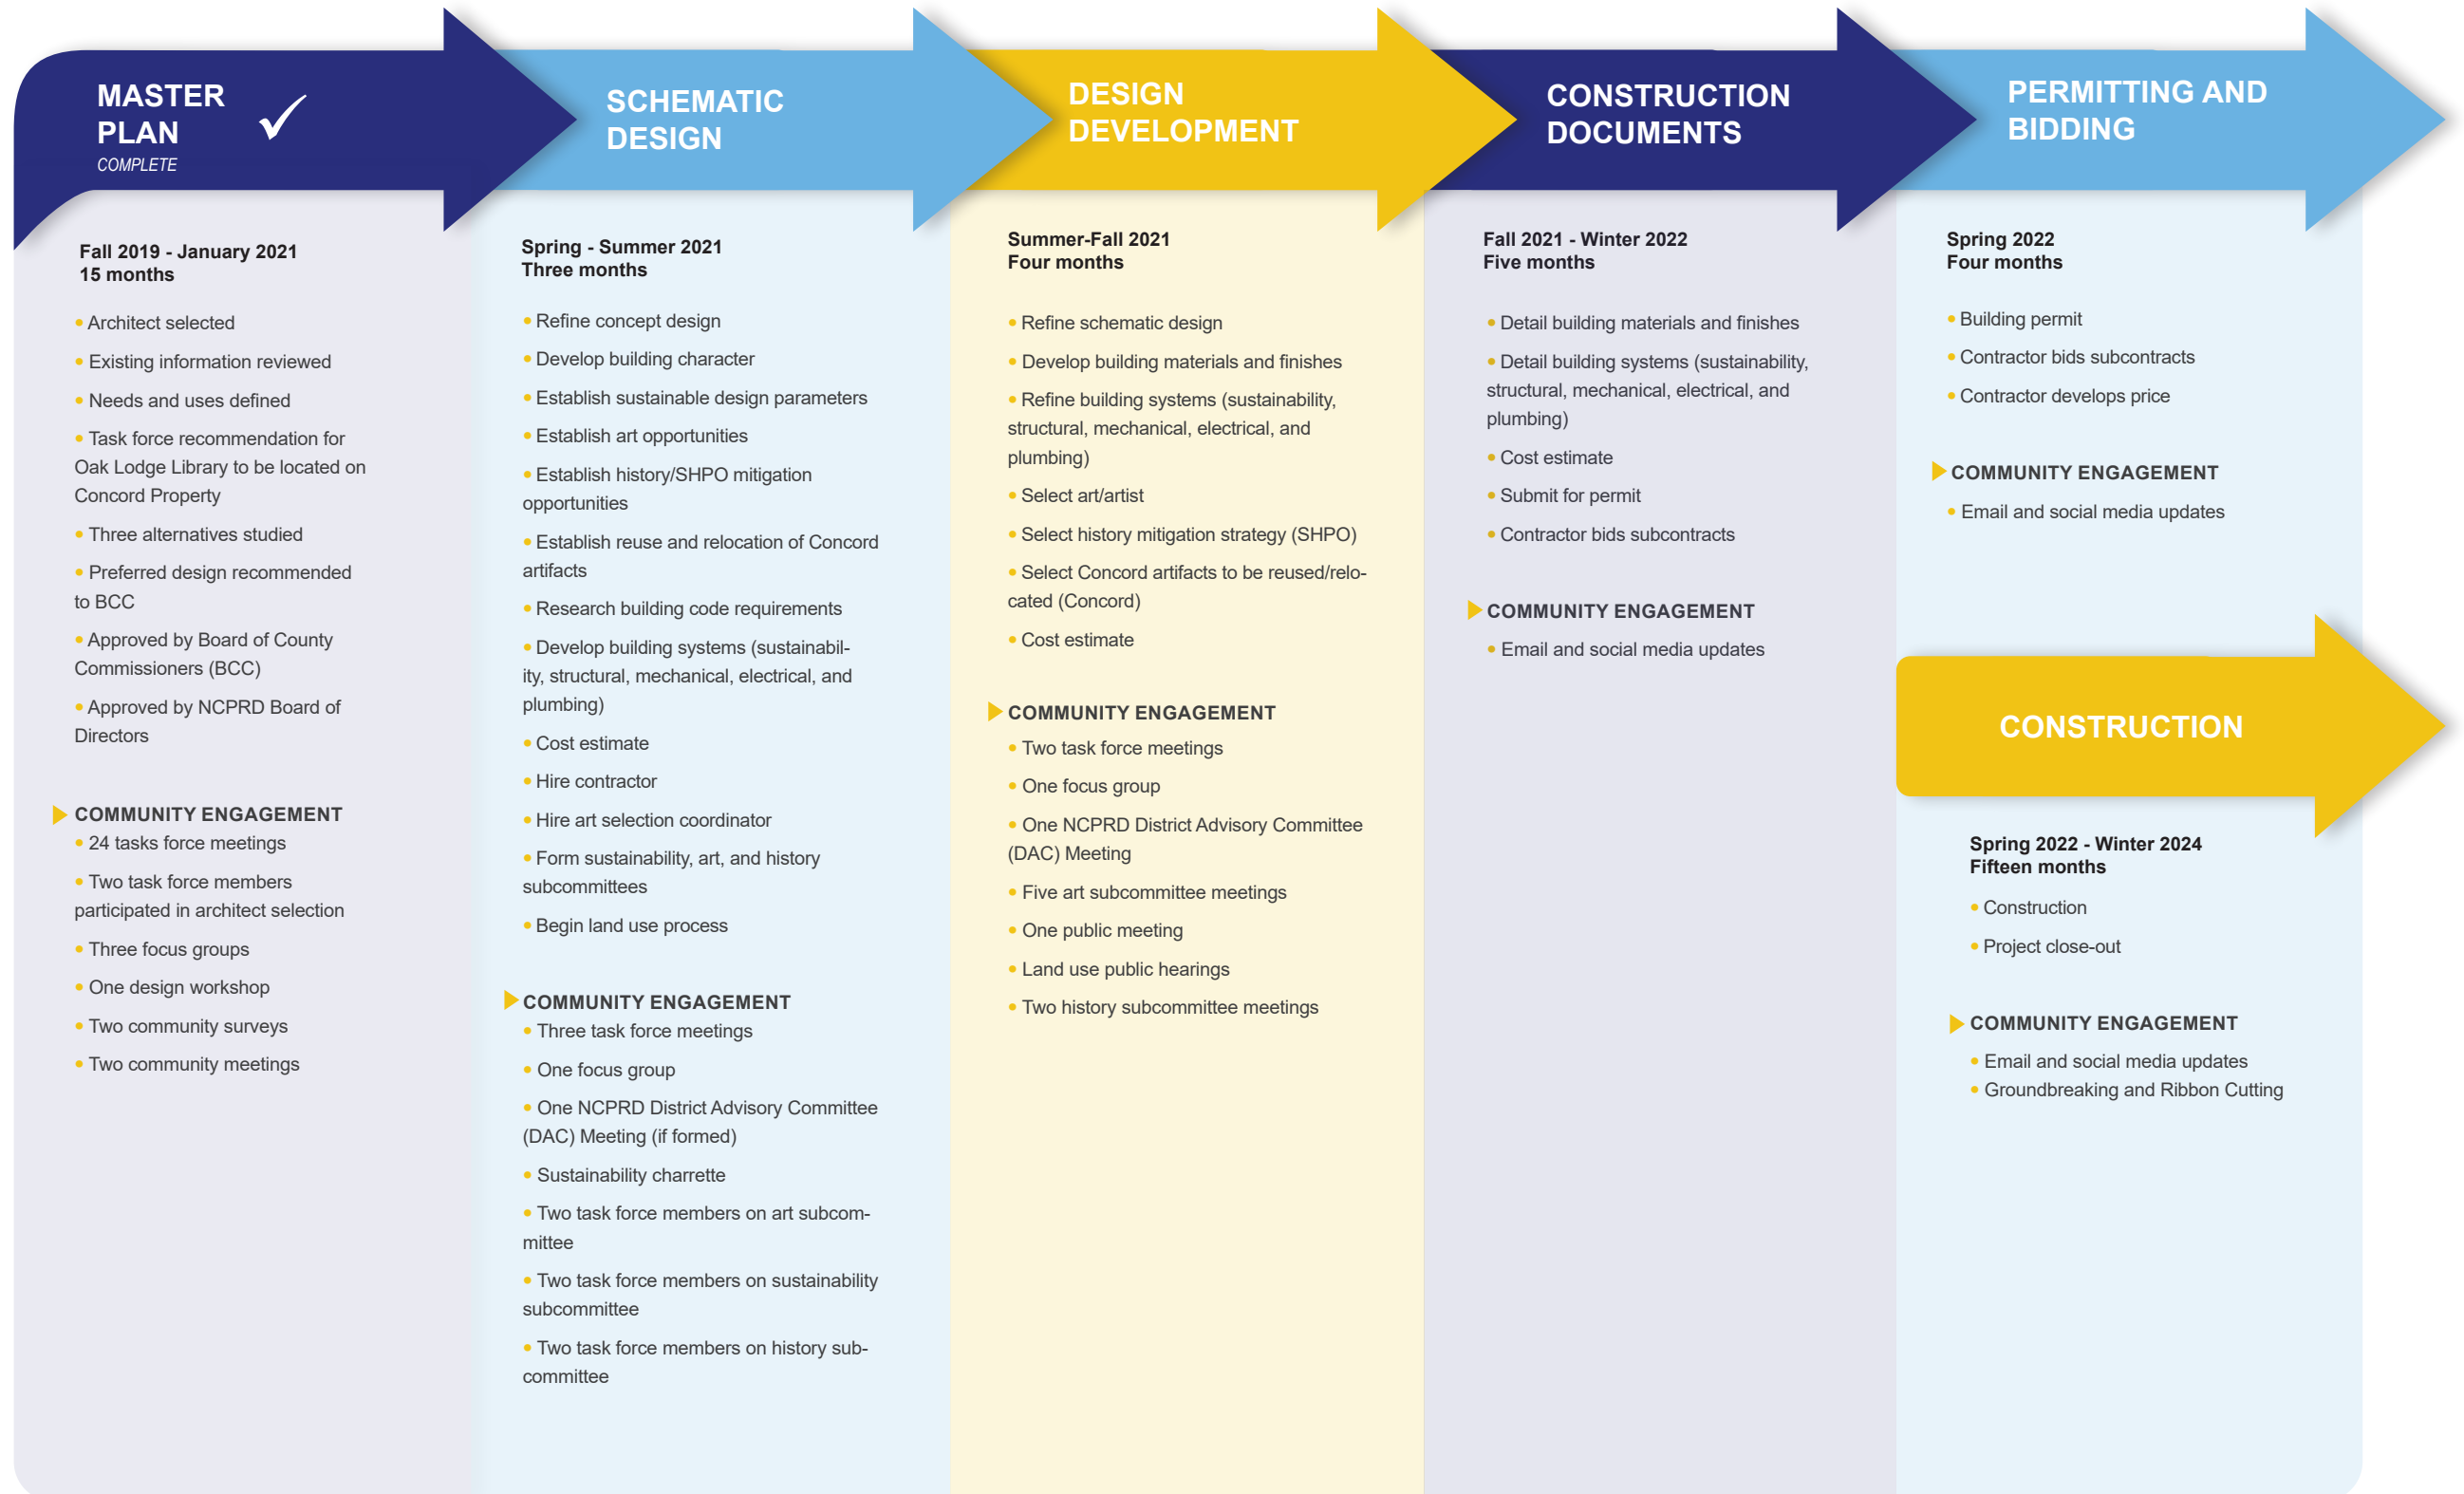 MASTER
PLAN
COMPLETE
Fall 2019 - January 2021
15 months
• Architect selected
• Existing information reviewed
• Needs and uses defined
• Task force recommendation for
Oak Lodge Library to be located on
Concord Property
• Three alternatives studied
• Preferred design recommended
to BCC
• Approved by Board of County
Commissioners (BCC)
• Approved by NCPRD Board of
Directors
COMMUNITY ENGAGEMENT
• 24 tasks force meetings
• Two task force members
participated in architect selection
• Three focus groups
• One design workshop
• Two community surveys
• Two community meetings
SCHEMATIC
DESIGN
Spring - Summer 2021
Three months
• Refine concept design
• Develop building character
• Establish sustainable design parameters
• Establish art opportunities
• Establish history/SHPO mitigation
opportunities
• Establish reuse and relocation of Concord
artifacts
• Research building code requirements
• Develop building systems (sustainabil-
ity, structural, mechanical, electrical, and
plumbing)
• Cost estimate
• Hire contractor
• Hire art selection coordinator
• Form sustainability, art, and history
subcommittees
• Begin land use process
COMMUNITY ENGAGEMENT
• Three task force meetings
• One focus group
• One NCPRD District Advisory Committee
(DAC) Meeting (if formed)
• Sustainability charrette
• Two task force members on art subcom-
mittee
• Two task force members on sustainability
subcommittee
• Two task force members on history sub-
committee
DESIGN
DEVELOPMENT
Summer-Fall 2021
Four months
• Refine schematic design
• Develop building materials and finishes
• Refine building systems (sustainability,
structural, mechanical, electrical, and
plumbing)
• Select art/artist
• Select history mitigation strategy (SHPO)
• Select Concord artifacts to be reused/relo-
cated (Concord)
• Cost estimate
COMMUNITY ENGAGEMENT
• Two task force meetings
• One focus group
• One NCPRD District Advisory Committee
(DAC) Meeting
• Five art subcommittee meetings
• One public meeting
• Land use public hearings
• Two history subcommittee meetings
CONSTRUCTION
DOCUMENTS
Fall 2021 - Winter 2022
Five months
• Detail building materials and finishes
• Detail building systems (sustainability,
structural, mechanical, electrical, and
plumbing)
• Cost estimate
• Submit for permit
• Contractor bids subcontracts
COMMUNITY ENGAGEMENT
• Email and social media updates
PERMITTING AND
BIDDING
Spring 2022
Four months
• Building permit
• Contractor bids subcontracts
• Contractor develops price
COMMUNITY ENGAGEMENT
• Email and social media updates
CONSTRUCTION
Spring 2022 - Winter 2024
Fifteen months
• Construction
• Project close-out
COMMUNITY ENGAGEMENT
• Email and social media updates
• Groundbreaking and Ribbon Cutting